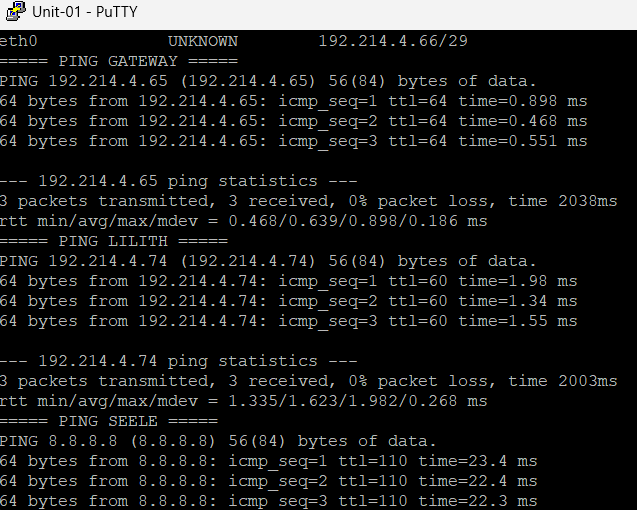 Unit-01 - PuTTY
eth0 UNKNOWN 192.214.4.66/29
===== PING GATEWAY =====
PING 192.214.4.65 (192.214.4.65) 56(84) bytes of data.
64 bytes from 192.214.4.65: icmp_seq=1 ttl=64 time=0.898 ms
64 bytes from 192.214.4.65: icmp_seq=2 ttl=64 time=0.468 ms
64 bytes from 192.214.4.65: icmp_seq=3 ttl=64 time=0.551 ms
--- 192.214.4.65 ping statistics ---
3 packets transmitted, 3 received, 0% packet loss, time 2038ms
rtt min/avg/max/mdev = 0.468/0.639/0.898/0.186 ms
===== PING LILITH =====
PING 192.214.4.74 (192.214.4.74) 56(84) bytes of data.
64 bytes from 192.214.4.74: icmp_seq=1 ttl=60 time=1.98 ms
64 bytes from 192.214.4.74: icmp_seq=2 ttl=60 time=1.34 ms
64 bytes from 192.214.4.74: icmp_seq=3 ttl=60 time=1.55 ms
--- 192.214.4.74 ping statistics ---
3 packets transmitted, 3 received, 0% packet loss, time 2003ms
rtt min/avg/max/mdev = 1.335/1.623/1.982/0.268 ms
===== PING SEELE =====
PING 8.8.8.8 (8.8.8.8) 56(84) bytes of data.
64 bytes from 8.8.8.8: icmp_seq=1 ttl=110 time=23.4 ms
64 bytes from 8.8.8.8: icmp_seq=2 ttl=110 time=22.4 ms
64 bytes from 8.8.8.8: icmp_seq=3 ttl=110 time=22.3 ms